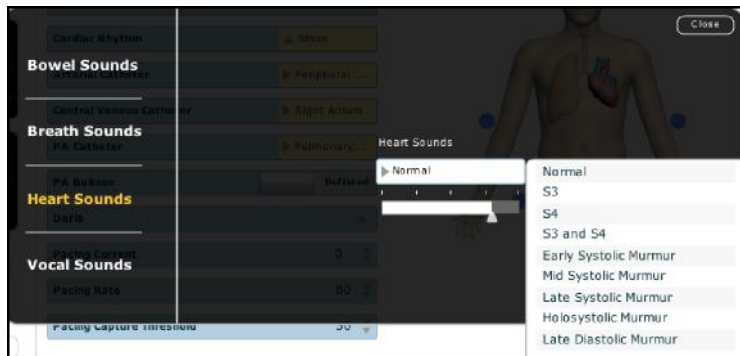 Close
Cardiac Rhythm
Sinus
Bowel Sounds
Arterial Catheter
Peripheral ...
Central Venous Catheter
Right Atrium
Breath Sounds
PA Catheter
Pulmonary...
Heart Sounds
Normal
PA Balloon
Deflated
Heart Sounds
Defib
Pacing Current
0
Vocal Sounds
Pacing Rate
80
Pacing Capture Threshold
50
Normal
S3
S4
S3 and S4
Early Systolic Murmur
Mid Systolic Murmur
Late Systolic Murmur
Holosystolic Murmur
Late Diastolic Murmur